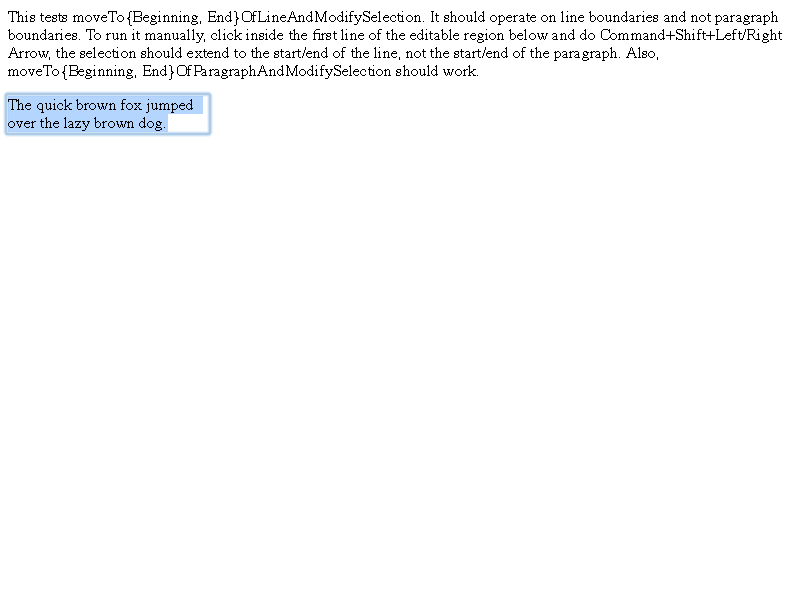 This tests moveTo{Beginning, End}OfLineAndModifySelection. It should operate on line boundaries and not paragraph
boundaries. To run it manually, click inside the first line of the editable region below and do Command+Shift+Left/Right
Arrow, the selection should extend to the start/end of the line, not the start/end of the paragraph. Also,
moveTo{Beginning, End}OfParagraphAndModifySelection should work.
The quick brown fox jumped
over the lazy brown dog.